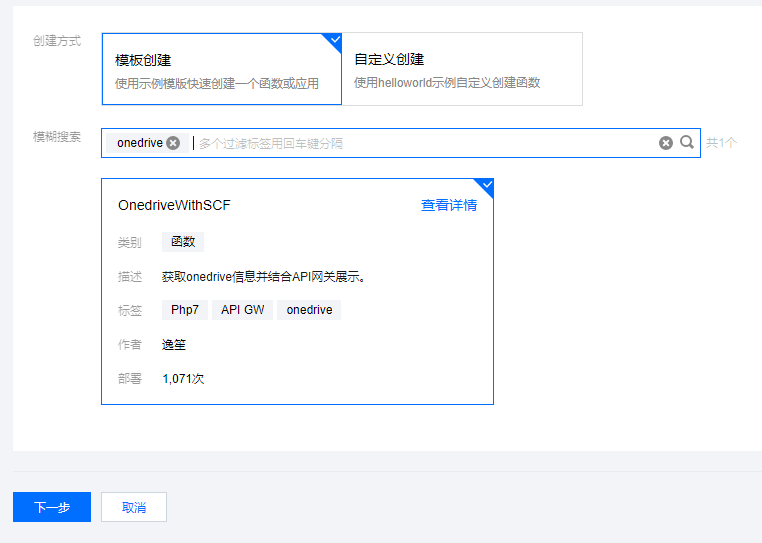 创建方式
模板创建
使用示例模版快速创建一个函数或应用
自定义创建
使用helloworld示例自定义创建函数
模糊搜索
onedrive
多个过滤标签用回车键分隔
共1个
OnedriveWithSCF
查看详情
类别 函数
描述 获取onedrive信息并结合API网关展示。
标签 Php7 API GW onedrive
作者 逸笙
部署 1,071次
下一步
取消